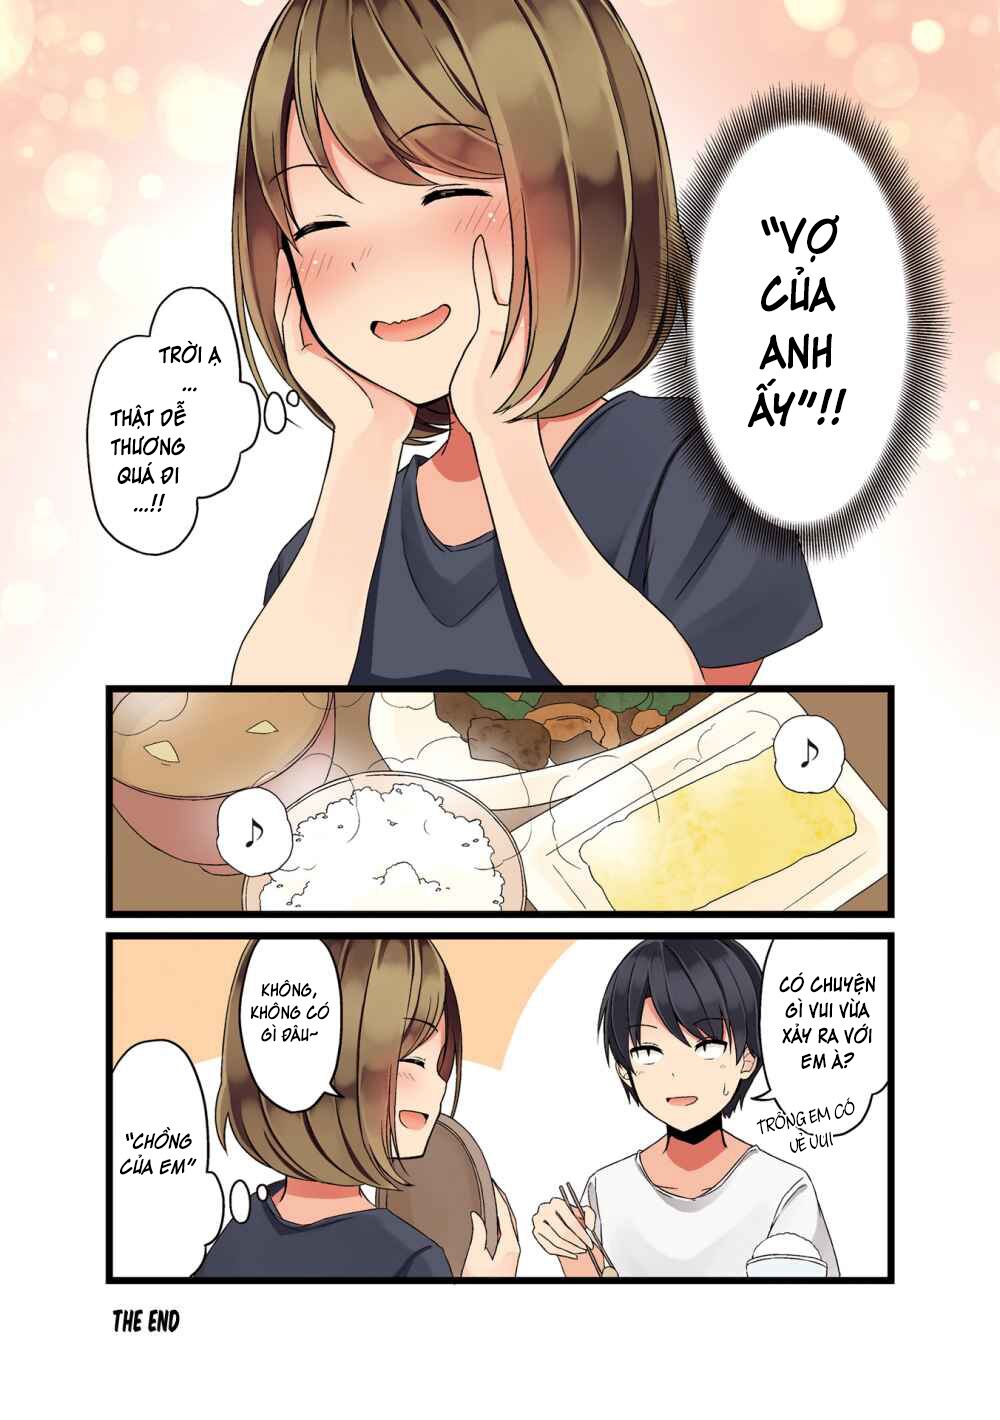 "VỢ
CỦA
ANH
ẤY"!!
TRỜI Ạ
...
THẬT DỄ
THƯƠNG
QUÁ ĐI
...!!
♪
♪
CÓ CHUYỆN
GÌ VUI VỪA
XẢY RA VỚI
EM À?
TRÔNG EM CÓ
VẺ VUI
KHÔNG,
KHÔNG CÓ
GÌ ĐÂU~
"CHỒNG
CỦA EM"
THE END